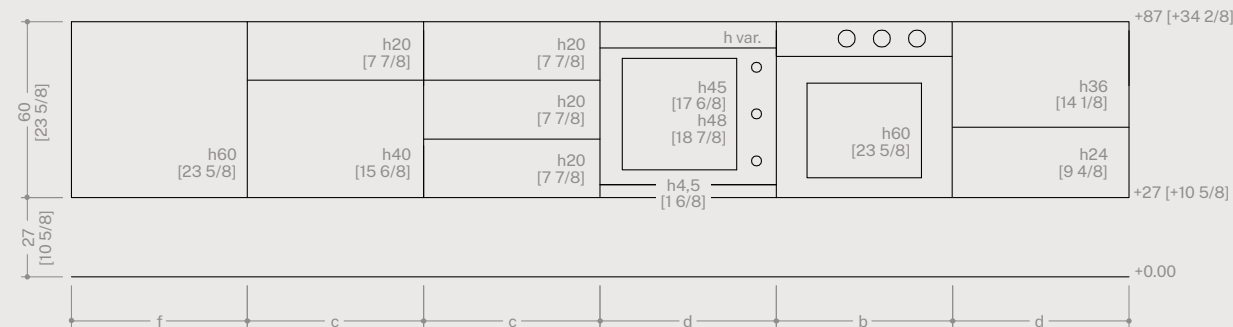 +87 [+34 2/8]
h20
[7 7/8]
h20
[7 7/8]
h var.
60
[23 5/8]
h60
[23 5/8]
h40
[15 6/8]
h20
[7 7/8]
h20
[7 7/8]
h45
[17 6/8]
h48
[18 7/8]
h4,5
[1 6/8]
h60
[23 5/8]
h36
[14 1/8]
h24
[9 4/8]
+27 [+10 5/8]
27
[10 5/8]
+0.00
f
c
c
d
b
d